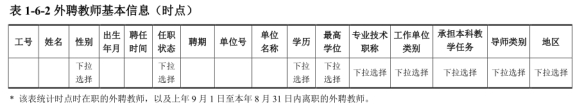 表 1-6-2 外聘教师基本信息（时点）
工号 姓名 性别 出生年月 聘任时间 任职状态 聘期 单位号 单位名称 学历 最高学位 专业技术职称 工作单位类别 承担本科教学任务 导师类别 地区
下拉选择 下拉选择 下拉选择 下拉选择 下拉选择 下拉选择 下拉选择 下拉选择 下拉选择
* 该表统计时点时在职的外聘教师，以及上年 9 月 1 日至本年 8 月 31 日内离职的外聘教师。